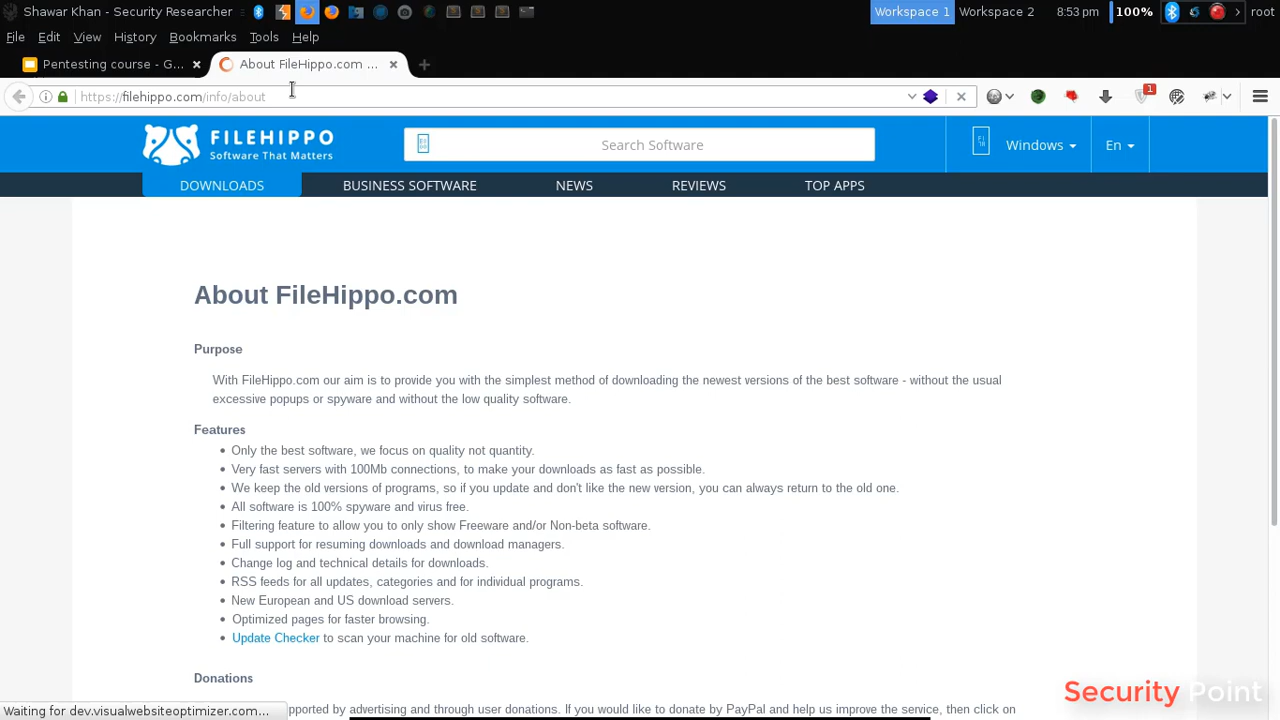 Shawar Khan - Security Researcher Workspace 1 Workspace 2 8:53 pm 100% root
File Edit View History Bookmarks Tools Help
Pentesting course - G... About FileHippo.com ...
https://filehippo.com/info/about 1
FILEHIPPO
Software That Matters
Search Software
Windows
En
DOWNLOADS BUSINESS SOFTWARE NEWS REVIEWS TOP APPS
About FileHippo.com
Purpose
With FileHippo.com our aim is to provide you with the simplest method of downloading the newest versions of the best software - without the usual
excessive popups or spyware and without the low quality software.
Features
Only the best software, we focus on quality not quantity.
Very fast servers with 100Mb connections, to make your downloads as fast as possible.
We keep the old versions of programs, so if you update and don't like the new version, you can always return to the old one.
All software is 100% spyware and virus free.
Filtering feature to allow you to only show Freeware and/or Non-beta software.
Full support for resuming downloads and download managers.
Change log and technical details for downloads.
RSS feeds for all updates, categories and for individual programs.
New European and US download servers.
Optimized pages for faster browsing.
Update Checker to scan your machine for old software.
Donations
Security Point
Waiting for dev.visualwebsiteoptimizer.com...
pported by advertising and through user donations. If you would like to donate by PayPal and help us improve the service, then click on